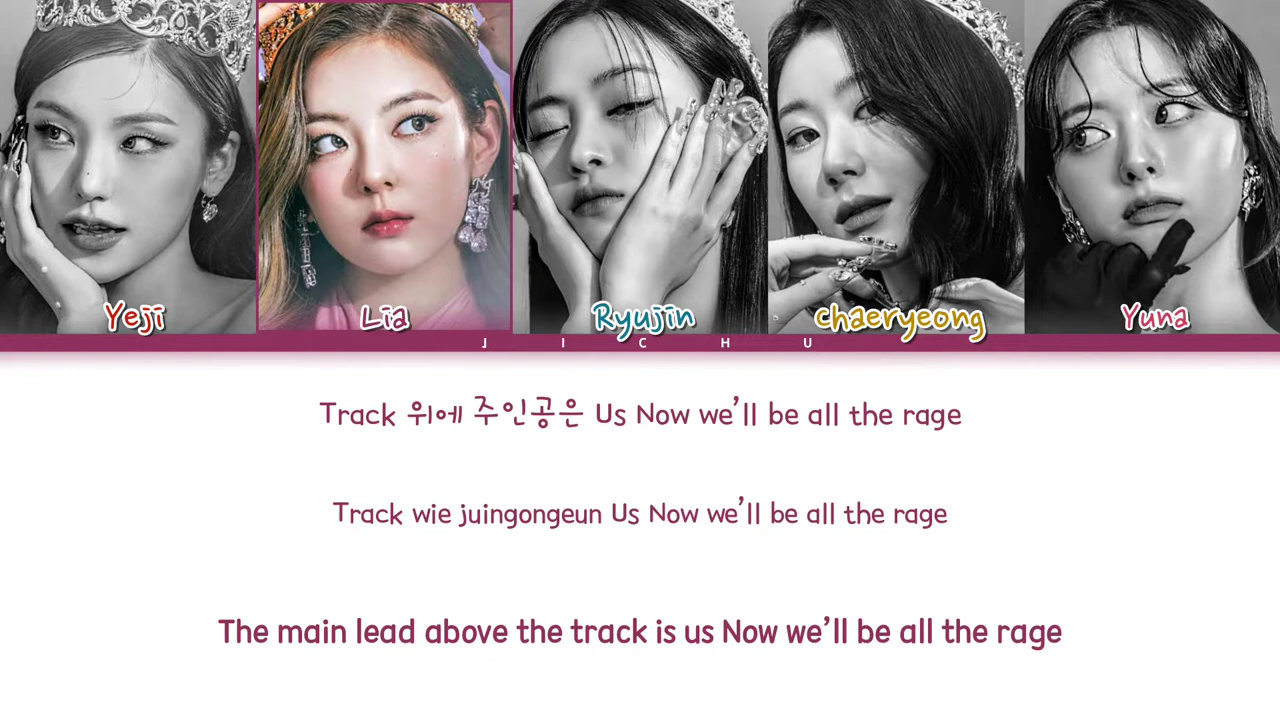 Yeji
Lia
Ryujin
chaeryeong
Yuna
J I C H U
Track 위에 주인공은 Us Now we'll be all the rage
Track wie juingongeun Us Now we'll be all the rage
The main lead above the track is us Now we'll be all the rage